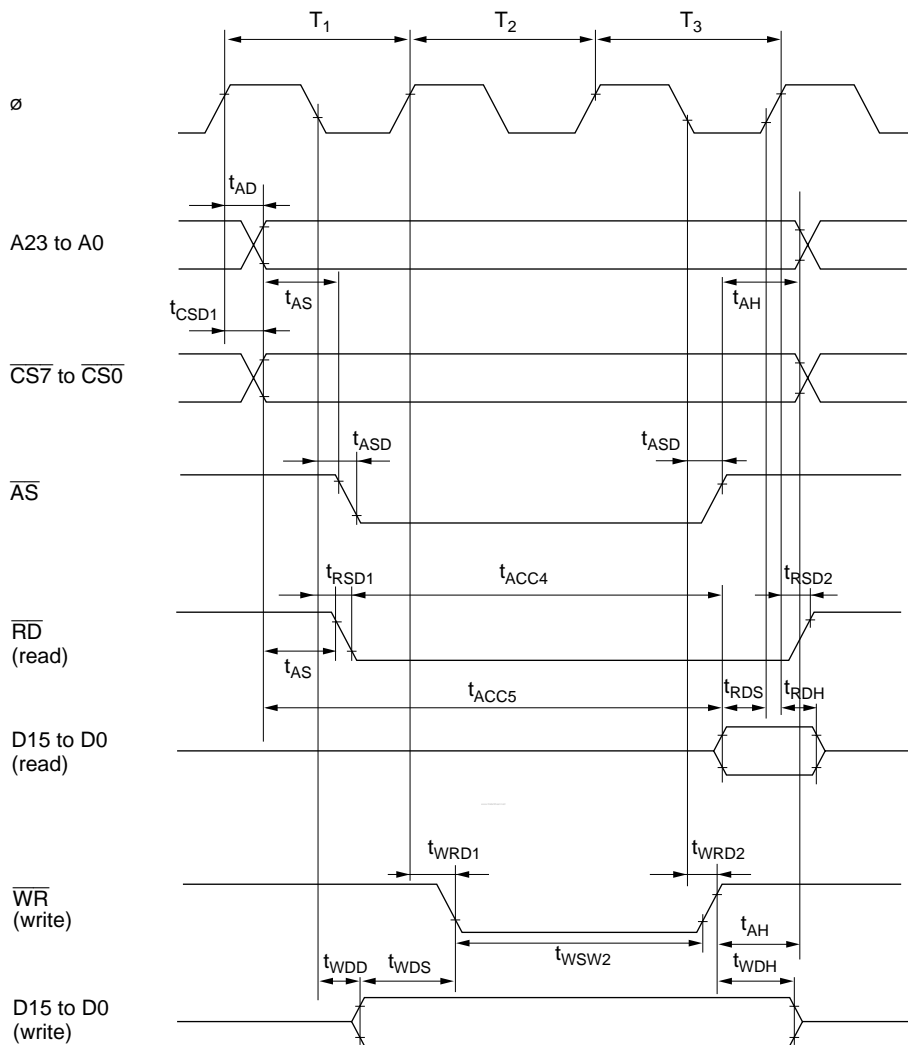 T1 T2 T3
ø
tAD
A23 to A0
tAS tAH
tCSD1
CS7 to CS0
tASD tASD
AS
tRSD1 tACC4 tRSD2
RD
(read)
tAS
tACC5 tRDS tRDH
D15 to D0
(read)
tWRD1 tWRD2
WR
(write)
tAH
tWSW2
tWDD tWDS tWDH
D15 to D0
(write)